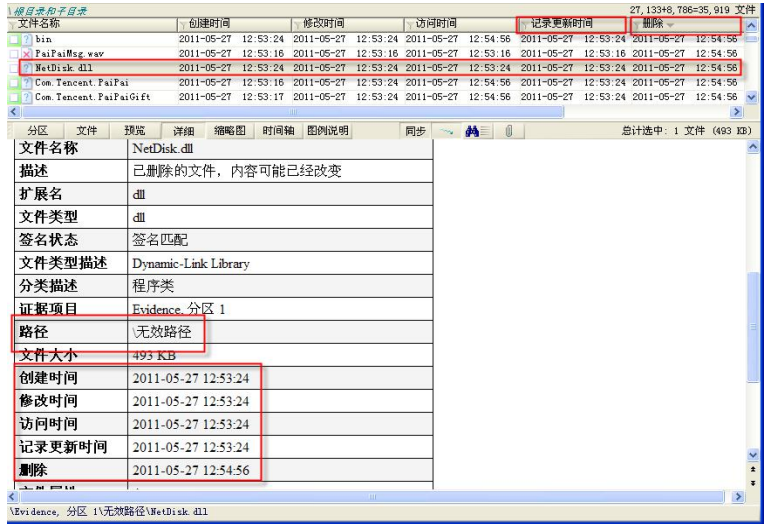 \根目录和子目录 27,133+8,786=35,919 文件
文件名称 创建时间 修改时间 访问时间 记录更新时间 删除
bin 2011-05-27 12:53:24 2011-05-27 12:53:24 2011-05-27 12:54:56 2011-05-27 12:53:24 2011-05-27 12:54:56
PaiPaiMsg.wav 2011-05-27 12:53:16 2011-05-27 12:53:16 2011-05-27 12:53:16 2011-05-27 12:53:16 2011-05-27 12:54:56
NetDisk.dll 2011-05-27 12:53:24 2011-05-27 12:53:24 2011-05-27 12:53:24 2011-05-27 12:53:24 2011-05-27 12:54:56
Com.Tencent.PaiPai 2011-05-27 12:53:16 2011-05-27 12:53:24 2011-05-27 12:54:56 2011-05-27 12:53:24 2011-05-27 12:54:56
Com.Tencent.PaiPaiGift 2011-05-27 12:53:17 2011-05-27 12:53:24 2011-05-27 12:54:56 2011-05-27 12:53:24 2011-05-27 12:54:56
分区 文件 预览 详细 缩略图 时间轴 图例说明 同步 总计选中: 1 文件 (493 KB)
文件名称 NetDisk.dll
描述 已删除的文件，内容可能已经改变
扩展名 dll
文件类型 dll
签名状态 签名匹配
文件类型描述 Dynamic-Link Library
分类描述 程序类
证据项目 Evidence, 分区 1
路径 \无效路径
文件大小 493 KB
创建时间 2011-05-27 12:53:24
修改时间 2011-05-27 12:53:24
访问时间 2011-05-27 12:53:24
记录更新时间 2011-05-27 12:53:24
删除 2011-05-27 12:54:56
\Evidence, 分区 1\无效路径\NetDisk.dll